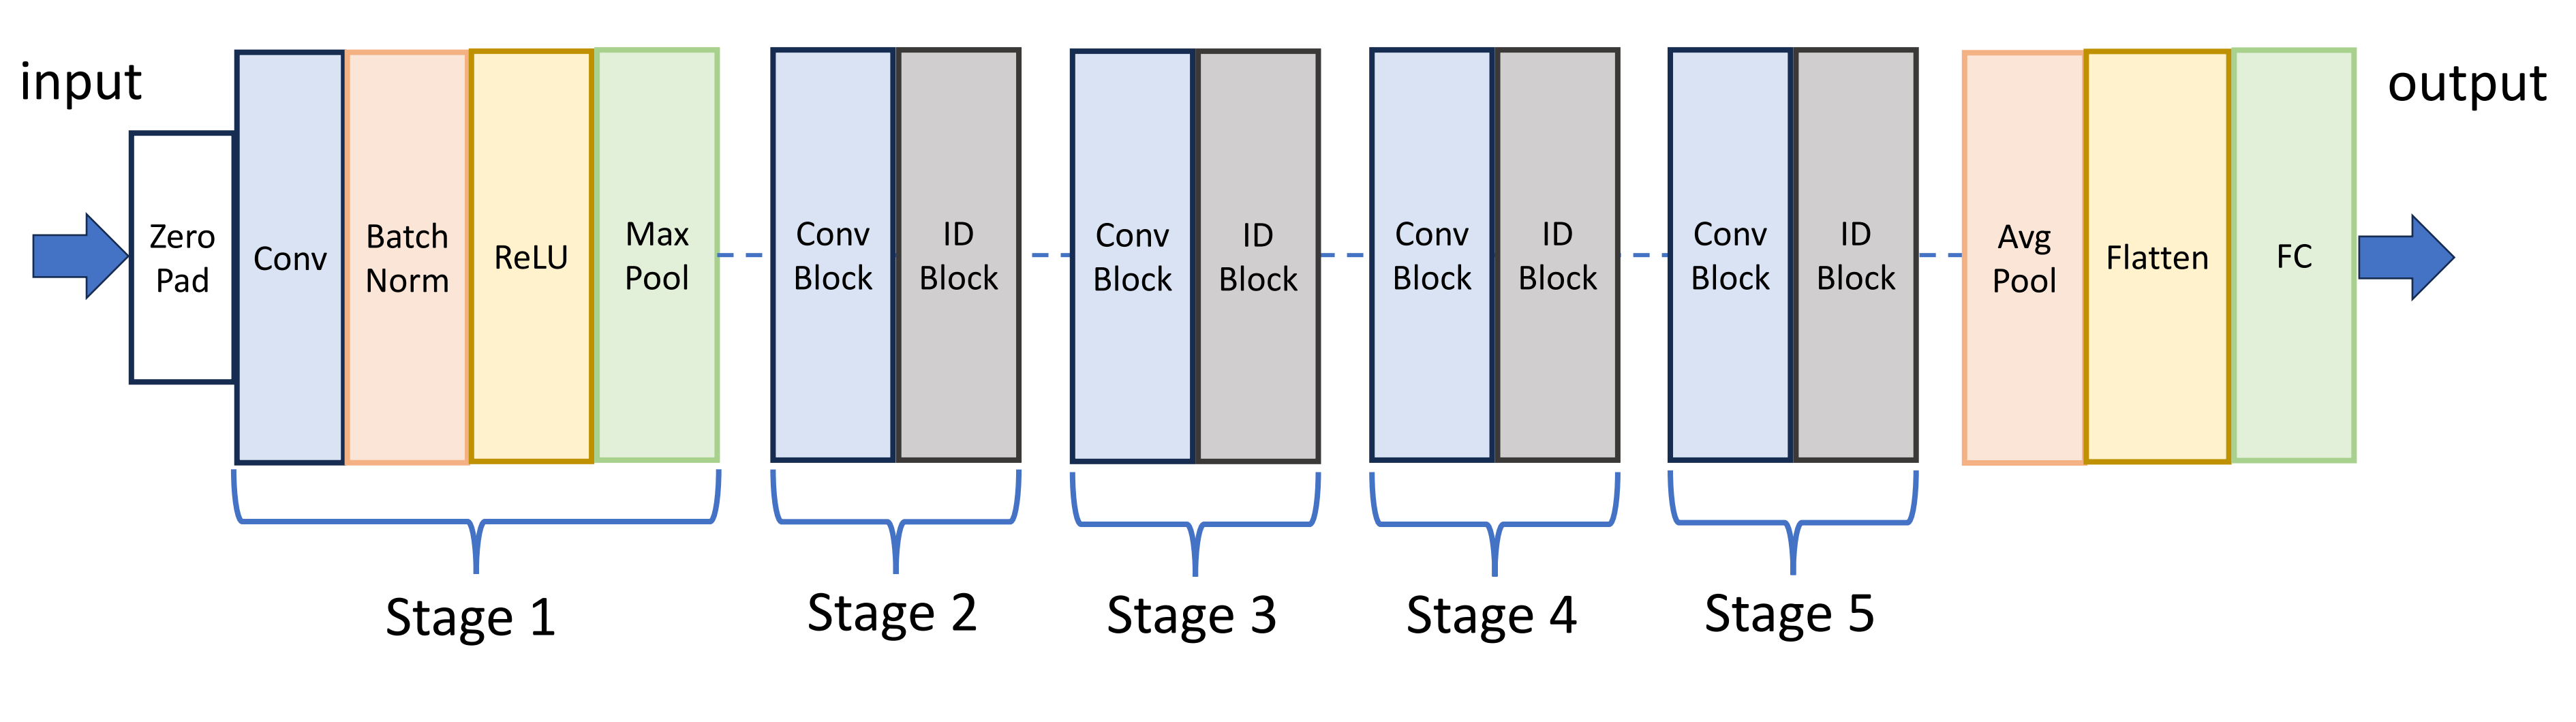 input
Zero
Pad
Conv
Batch
Norm
ReLU
Max
Pool
Conv
Block
ID
Block
Conv
Block
ID
Block
Conv
Block
ID
Block
Conv
Block
ID
Block
Avg
Pool
Flatten
FC
output
Stage 1
Stage 2
Stage 3
Stage 4
Stage 5